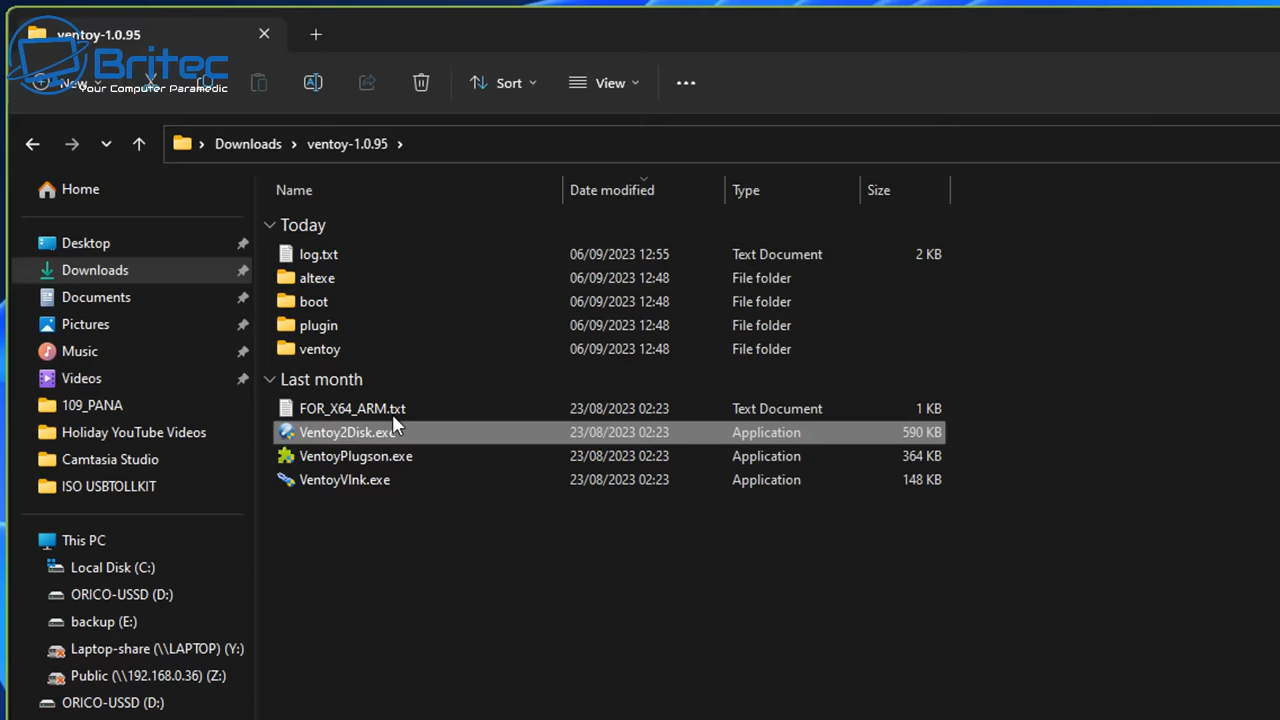 ventoy-1.0.95
Britec
- Your Computer Paramedic
New
Sort
View
Downloads
ventoy-1.0.95
Name Date modified Type Size
Home
Desktop
Downloads
Documents
Pictures
Music
Videos
109_PANA
Holiday YouTube Videos
Camtasia Studio
ISO USBTOLLKIT
This PC
Local Disk (C:)
ORICO-USSD (D:)
backup (E:)
Laptop-share (\\LAPTOP) (Y:)
Public (\\192.168.0.36) (Z:)
ORICO-USSD (D:)
Today
log.txt 06/09/2023 12:55 Text Document 2 KB
altexe 06/09/2023 12:48 File folder
boot 06/09/2023 12:48 File folder
plugin 06/09/2023 12:48 File folder
ventoy 06/09/2023 12:48 File folder
Last month
FOR_X64_ARM.txt 23/08/2023 02:23 Text Document 1 KB
Ventoy2Disk.exe 23/08/2023 02:23 Application 590 KB
VentoyPlugson.exe 23/08/2023 02:23 Application 364 KB
VentoyVlnk.exe 23/08/2023 02:23 Application 148 KB